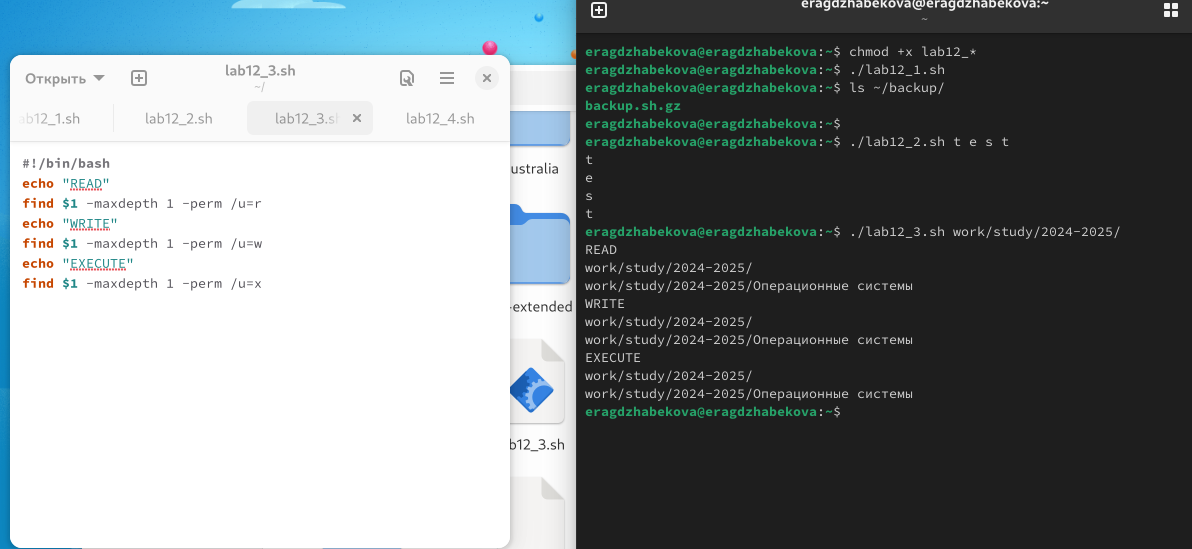 Открыть
lab12_3.sh
~/
ab12_1.sh
lab12_2.sh
lab12_3.sl
lab12_4.sh
#!/bin/bash
echo "READ"
find $1 -maxdepth 1 -perm /u=r
echo "WRITE"
find $1 -maxdepth 1 -perm /u=w
echo "EXECUTE"
find $1 -maxdepth 1 -perm /u=x
ustralia
-extended
b12_3.sh
eragdzhabekova@eragdzhabekova:~
~
eragdzhabekova@eragdzhabekova:~$ chmod +x lab12_*
eragdzhabekova@eragdzhabekova:~$ ./lab12_1.sh
eragdzhabekova@eragdzhabekova:~$ ls ~/backup/
backup.sh.gz
eragdzhabekova@eragdzhabekova:~$
eragdzhabekova@eragdzhabekova:~$ ./lab12_2.sh t e s t
t
e
s
t
eragdzhabekova@eragdzhabekova:~$ ./lab12_3.sh work/study/2024-2025/
READ
work/study/2024-2025/
work/study/2024-2025/Операционные системы
WRITE
work/study/2024-2025/
work/study/2024-2025/Операционные системы
EXECUTE
work/study/2024-2025/
work/study/2024-2025/Операционные системы
eragdzhabekova@eragdzhabekova:~$